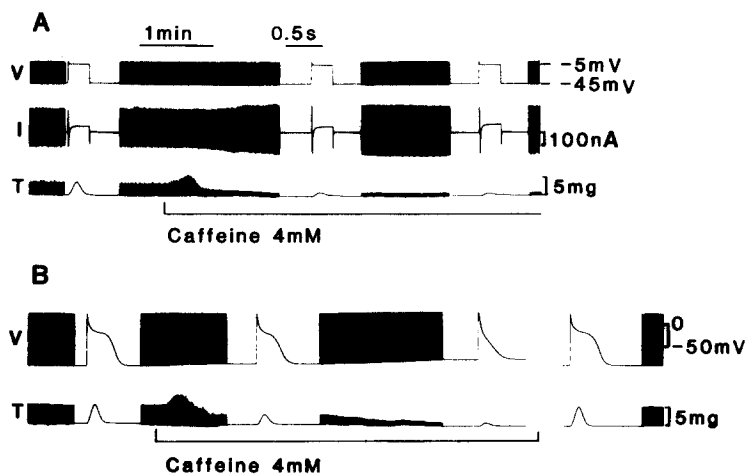 A
1min 0.5s
V
-5mV
-45mV
I
100nA
T
5mg
Caffeine 4mM
B
V
0
-50mV
T
5mg
Caffeine 4mM